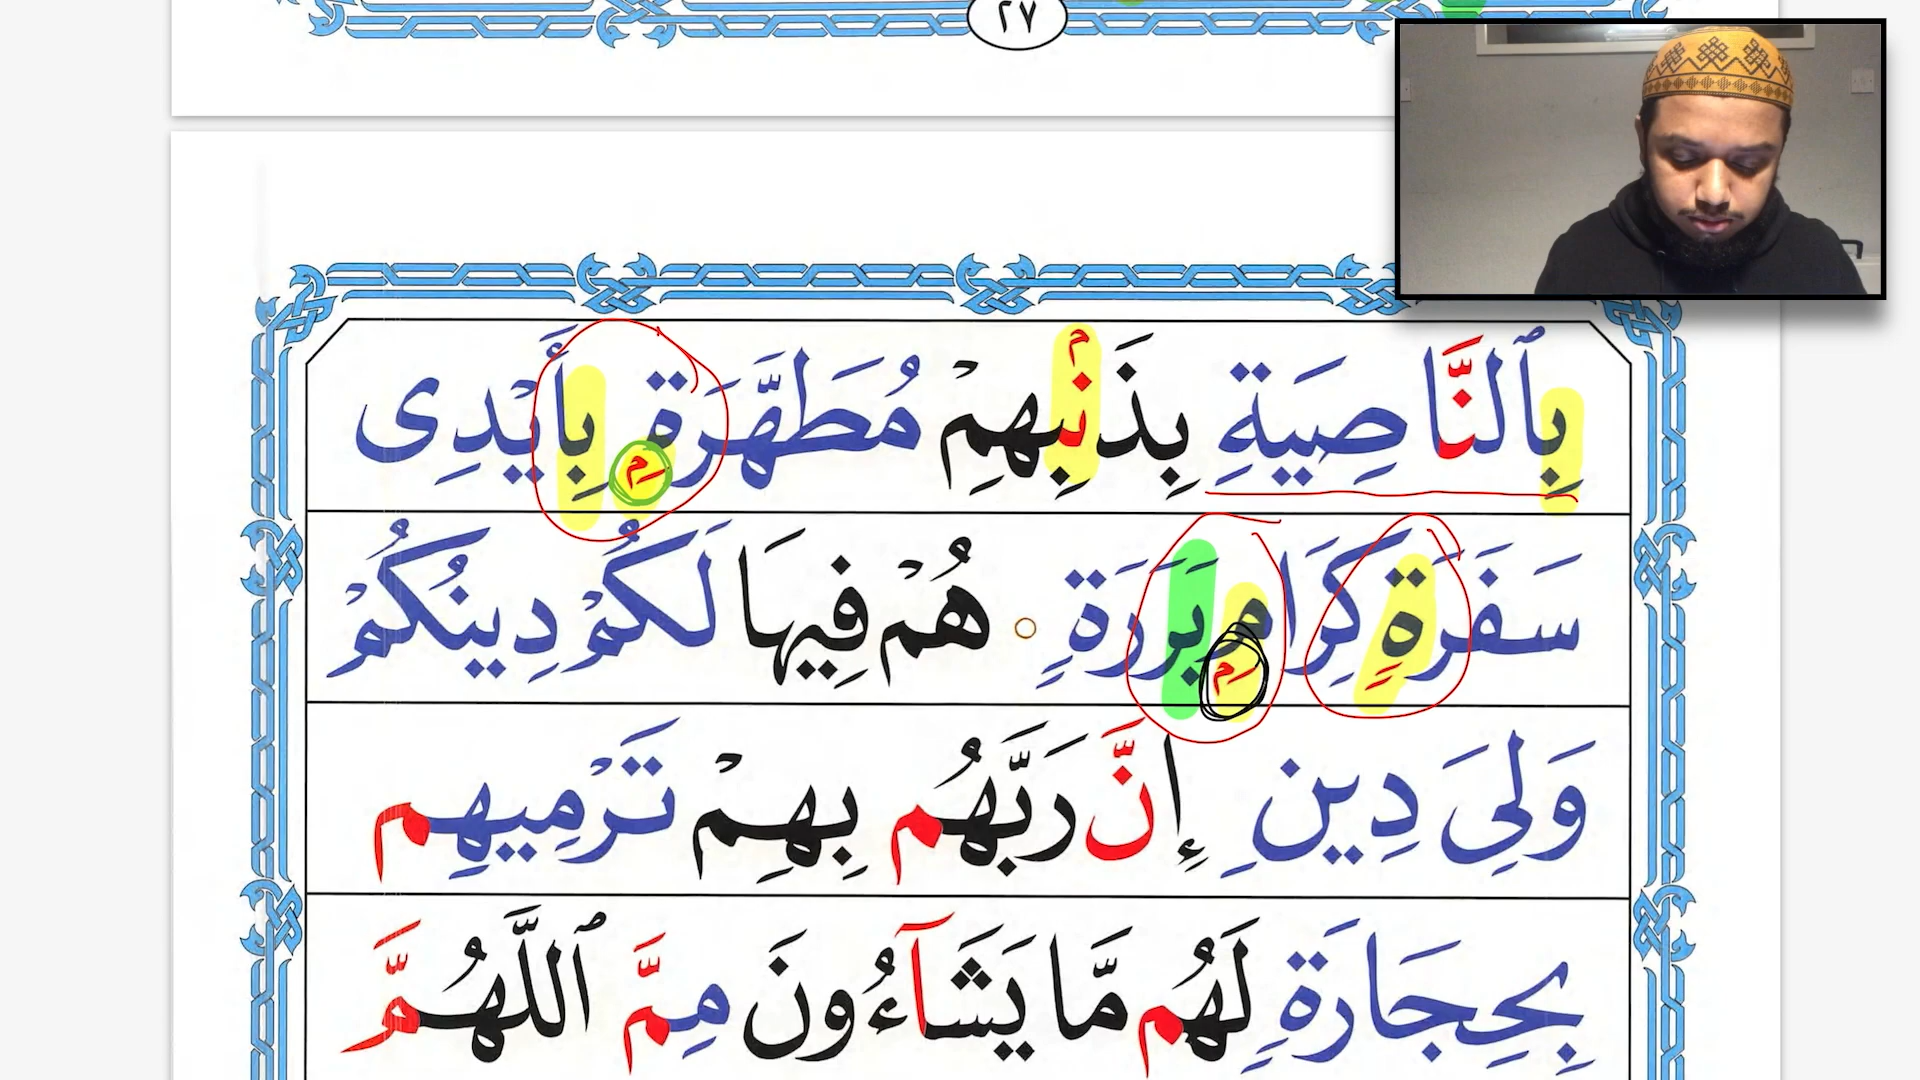 ٢٧
بِٱلنَّاصِيَةِ بِذَنۢبِهِمْ مُطَهَّرَةٍۭ بِأَيْدِى
سَفَرَةٍ كِرَامٍۭ بَرَرَةٍ ۝ هُمْ فِيهَا لَكُمْ دِينُكُمْ
وَلِىَ دِينِ إِنَّ رَبَّهُم بِهِمْ تَرْمِيهِم
بِحِجَارَةٍ لَهُم مَّا يَشَآءُونَ مِمَّ ٱللَّهُمَّ